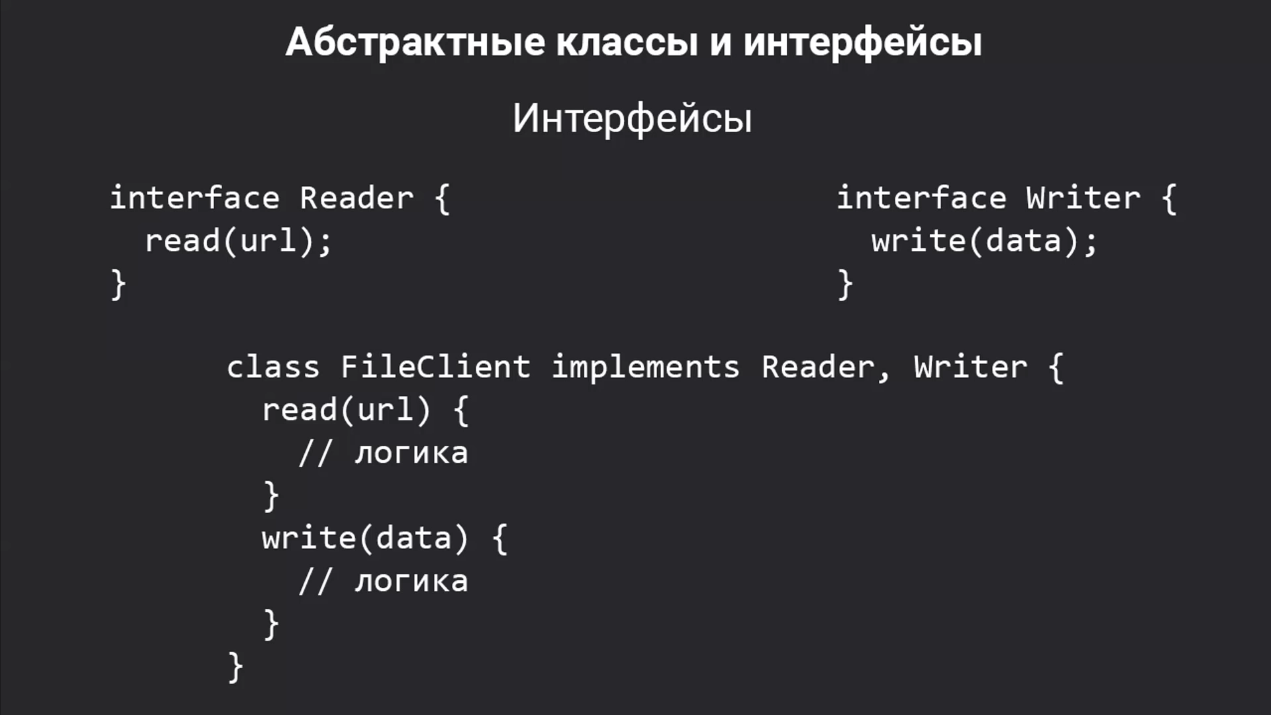 Абстрактные классы и интерфейсы
Интерфейсы
interface Reader {
  read(url);
}
interface Writer {
  write(data);
}
class FileClient implements Reader, Writer {
  read(url) {
    // логика
  }
  write(data) {
    // логика
  }
}